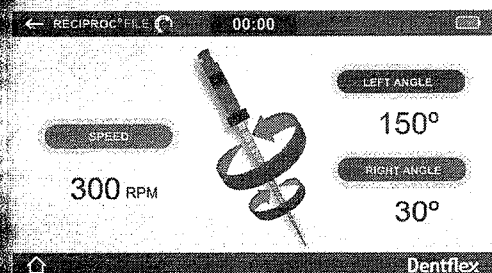 ← RECIPROC® FILE 00:00
SPEED
300 RPM
LEFT ANGLE
150º
RIGHT ANGLE
30º
Dentflex